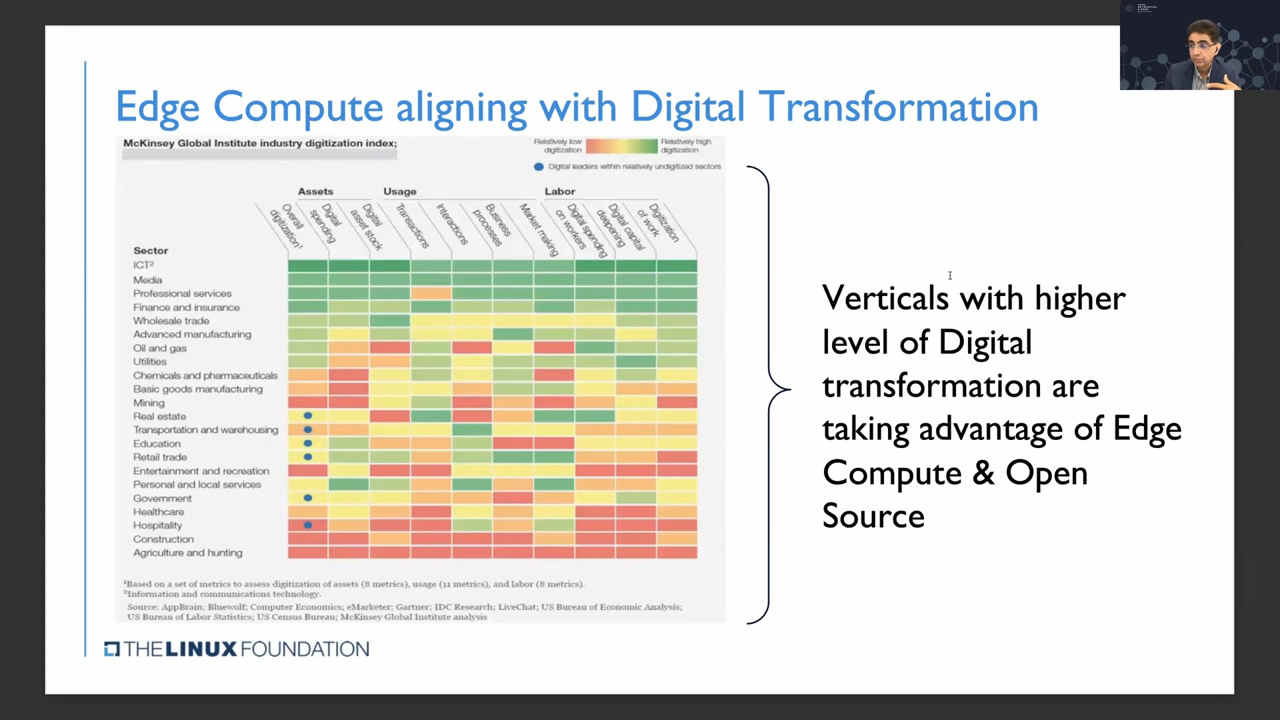 Edge Compute aligning with Digital Transformation
McKinsey Global Institute industry digitization index;
Relatively low
digitization
Relatively high
digitization
Digital leaders within relatively undigitized sectors
Assets
Usage
Labor
Overall
digitization¹
Digital
spending
Digital
asset stock
Transactions
Interactions
Business
processes
Market making
Digital spending
on workers
Digital capital
deepening
Digitization
of work
Sector
ICT²
Media
Professional services
Finance and insurance
Wholesale trade
Advanced manufacturing
Oil and gas
Utilities
Chemicals and pharmaceuticals
Basic goods manufacturing
Mining
Real estate
Transportation and warehousing
Education
Retail trade
Entertainment and recreation
Personal and local services
Government
Healthcare
Hospitality
Construction
Agriculture and hunting
¹Based on a set of metrics to assess digitization of assets (8 metrics), usage (11 metrics), and labor (8 metrics).
²Information and communications technology.
Source: AppBrain; Bluewolf; Computer Economics; eMarketer; Gartner; IDC Research; LiveChat; US Bureau of Economic Analysis;
US Bureau of Labor Statistics; US Census Bureau; McKinsey Global Institute analysis
Verticals with higher
level of Digital
transformation are
taking advantage of Edge
Compute & Open
Source
THE LINUX FOUNDATION